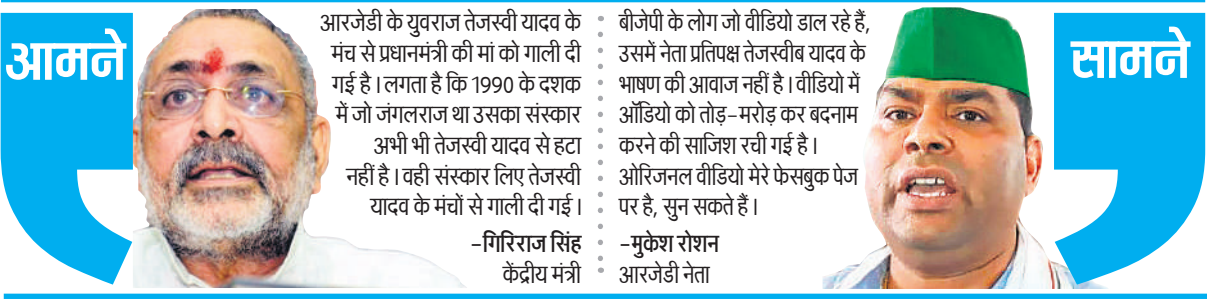 आमने
आरजेडी के युवराज तेजस्वी यादव के
मंच से प्रधानमंत्री की मां को गाली दी
गई है। लगता है कि 1990 के दशक
में जो जंगलराज था उसका संस्कार
अभी भी तेजस्वी यादव से हटा
नहीं है। वही संस्कार लिए तेजस्वी
यादव के मंचों से गाली दी गई।
–गिरिराज सिंह
केंद्रीय मंत्री
बीजेपी के लोग जो वीडियो डाल रहे हैं,
उसमें नेता प्रतिपक्ष तेजस्वीब यादव के
भाषण की आवाज नहीं है। वीडियो में
ऑडियो को तोड़–मरोड़ कर बदनाम
करने की साजिश रची गई है।
ओरिजनल वीडियो मेरे फेसबुक पेज
पर है, सुन सकते हैं।
–मुकेश रोशन
आरजेडी नेता
सामने